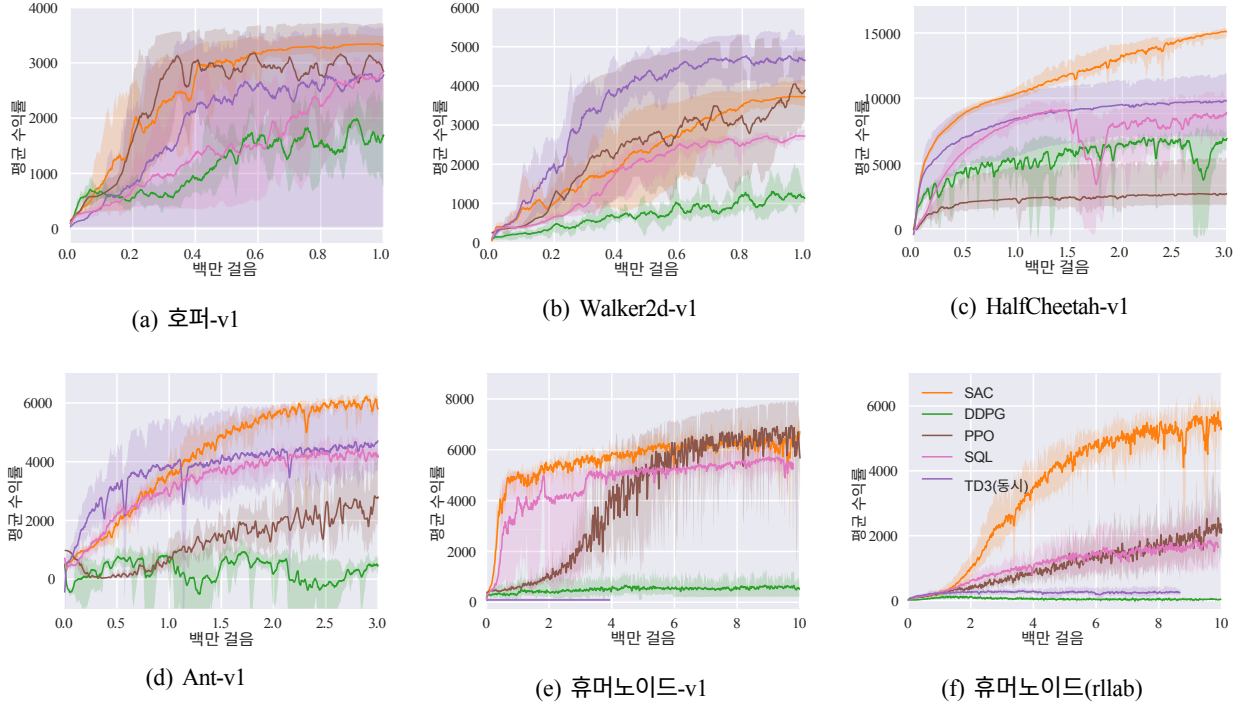 4000
3000
2000
1000
0
평균 수익률
0.0 0.2 0.4 0.6 0.8 1.0
백만 걸음
(a) 호퍼-v1
6000
5000
4000
3000
2000
1000
0
평균 수익률
0.0 0.2 0.4 0.6 0.8 1.0
백만 걸음
(b) Walker2d-v1
15000
10000
5000
0
평균 수익률
0.0 0.5 1.0 1.5 2.0 2.5 3.0
백만 걸음
(c) HalfCheetah-v1
6000
4000
2000
0
평균 수익률
0.0 0.5 1.0 1.5 2.0 2.5 3.0
백만 걸음
(d) Ant-v1
8000
6000
4000
2000
0
평균 수익률
0 2 4 6 8 10
백만 걸음
(e) 휴머노이드-v1
6000
4000
2000
0
평균 수익률
SAC
DDPG
PPO
SQL
TD3(동시)
0 2 4 6 8 10
백만 걸음
(f) 휴머노이드(rllab)